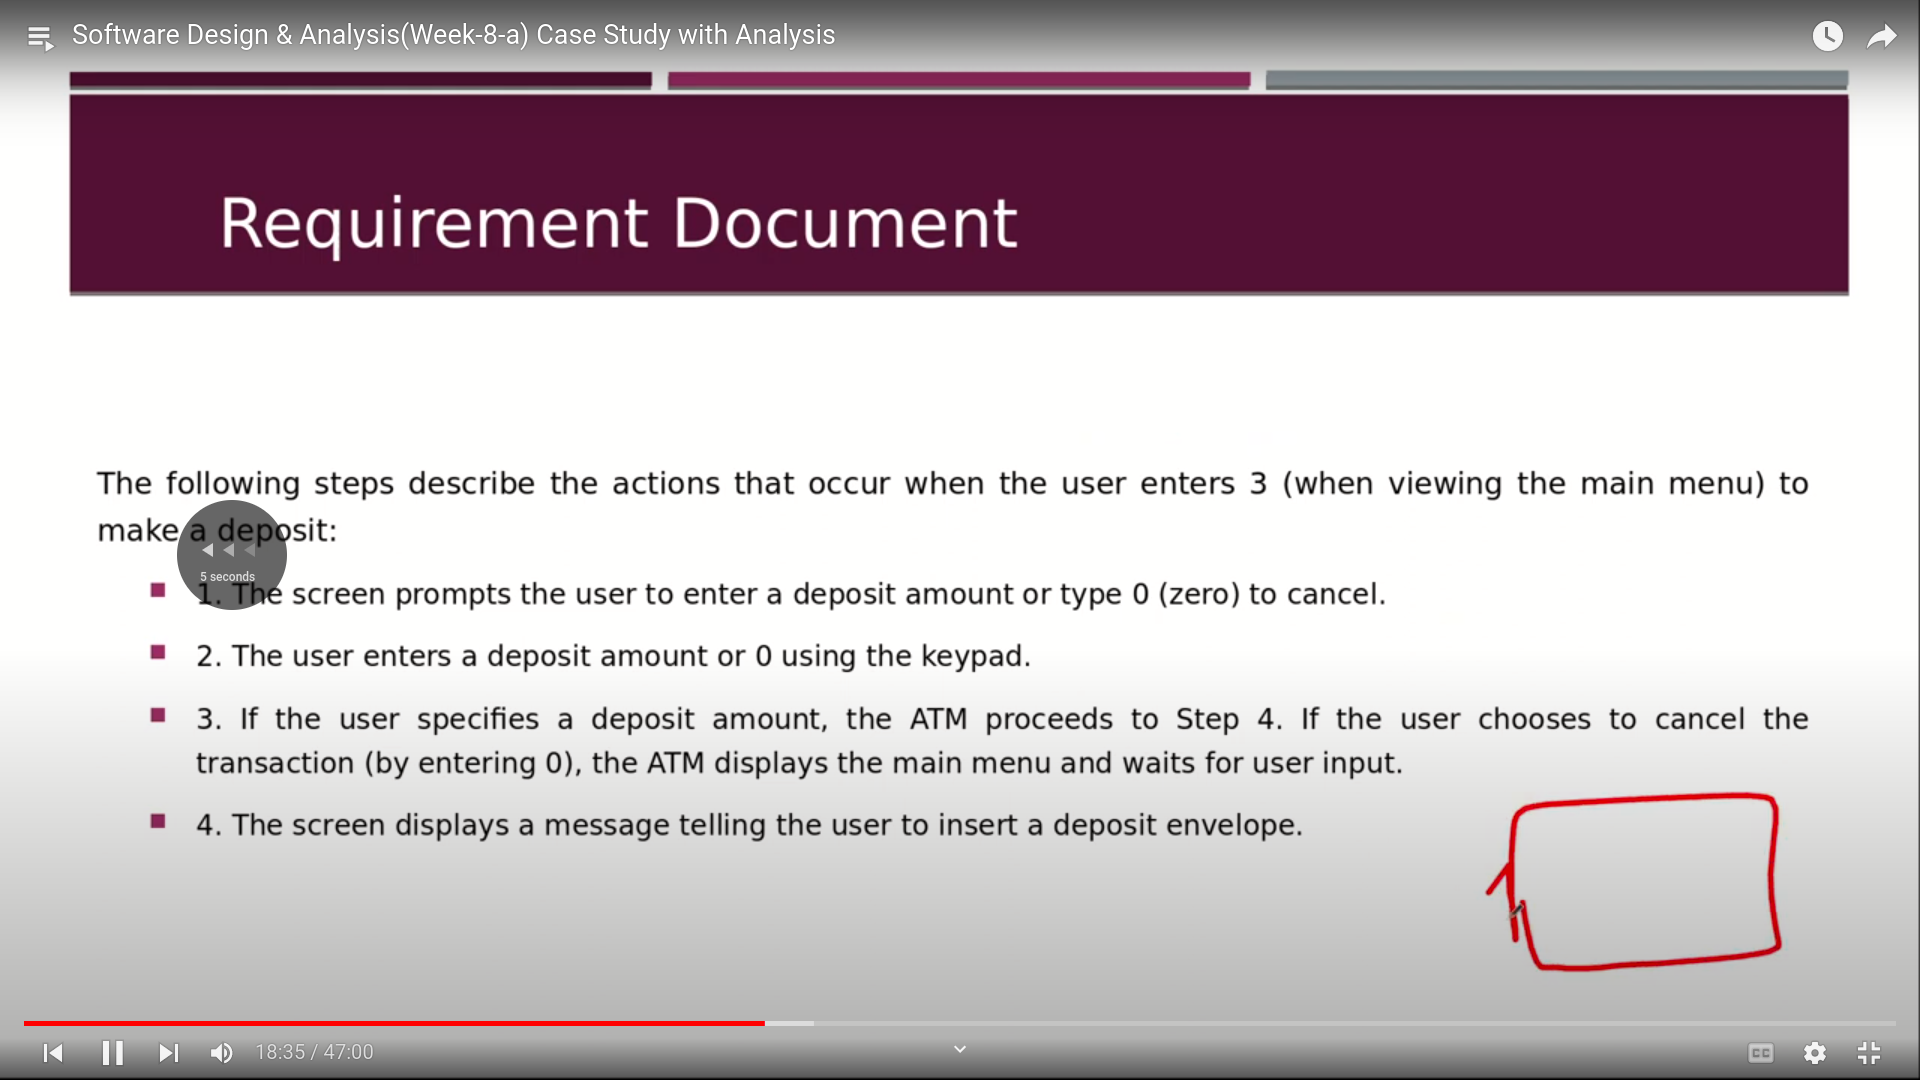 Software Design & Analysis(Week-8-a) Case Study with Analysis
Requirement Document
The following steps describe the actions that occur when the user enters 3 (when viewing the main menu) to
make a deposit:
5 seconds
1. The screen prompts the user to enter a deposit amount or type 0 (zero) to cancel.
2. The user enters a deposit amount or 0 using the keypad.
3. If the user specifies a deposit amount, the ATM proceeds to Step 4. If the user chooses to cancel the
transaction (by entering 0), the ATM displays the main menu and waits for user input.
4. The screen displays a message telling the user to insert a deposit envelope.
18:35 / 47:00
CC